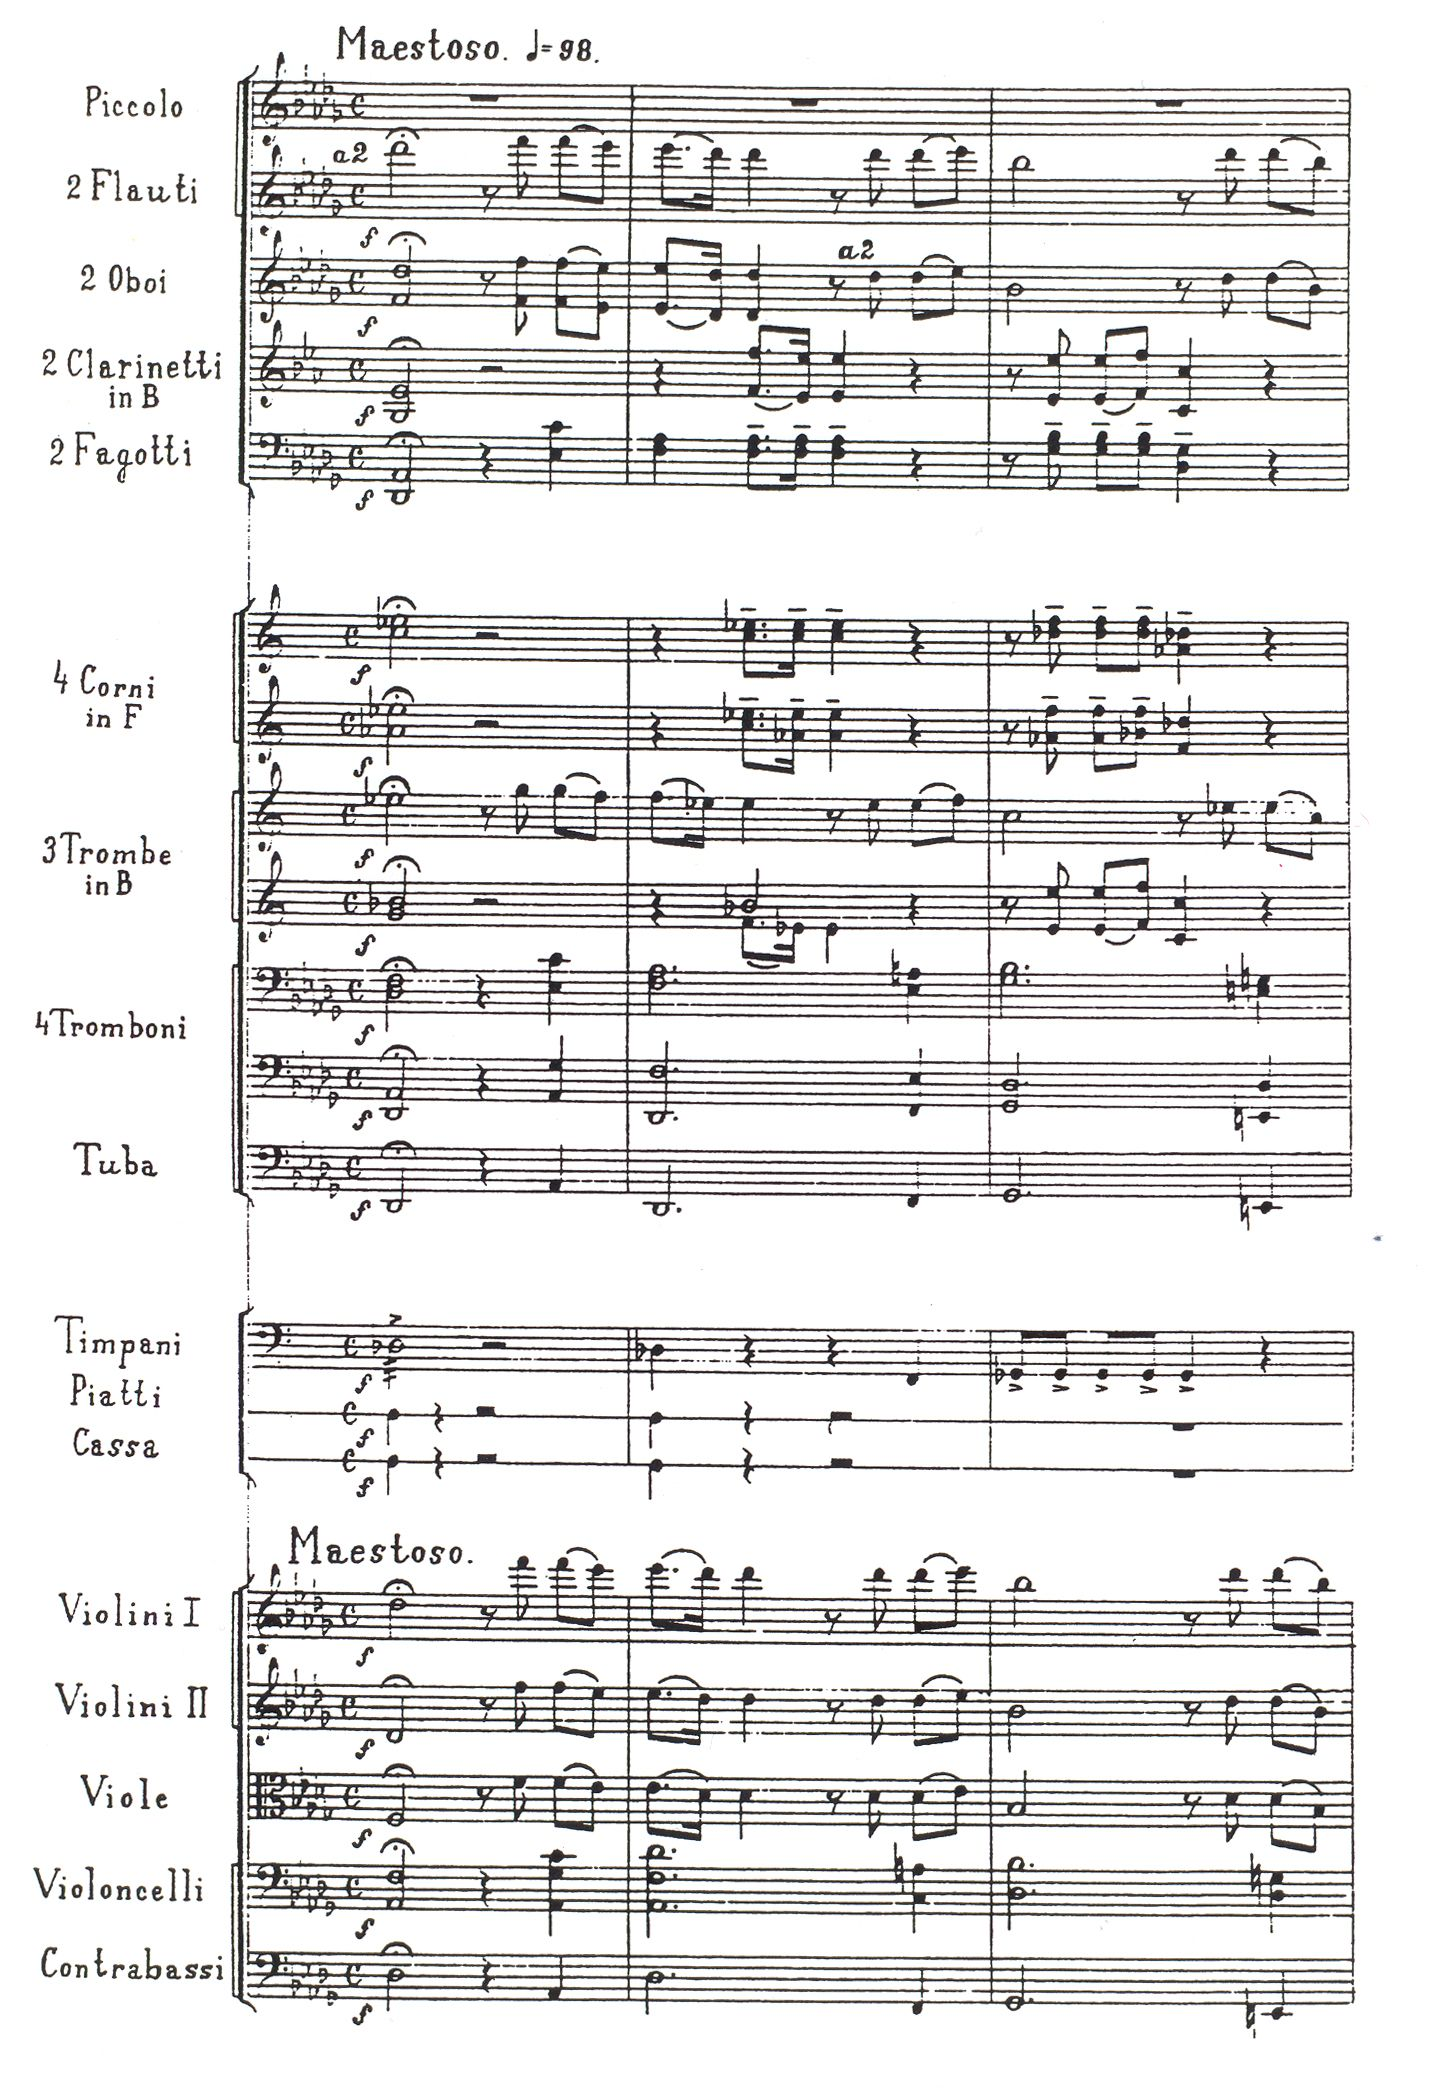 Maestoso. ♩= 98.
Piccolo
a2
2 Flauti
f
2 Oboi
a2
f
2 Clarinetti
in B
f
2 Fagotti
f
4 Corni
in F
f
f
3 Trombe
in B
f
f
4 Tromboni
f
f
Tuba
f
Timpani
f
Piatti
f
Cassa
f
Maestoso.
Violini I
f
Violini II
f
Viole
f
Violoncelli
f
Contrabassi
f